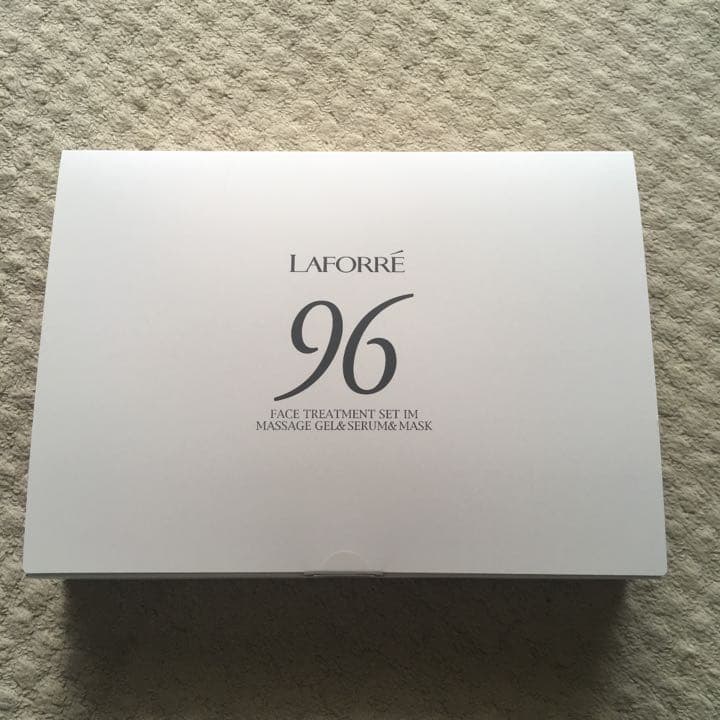 LAFORRÉ
96
FACE TREATMENT SET IM
MASSAGE GEL&SERUM&MASK